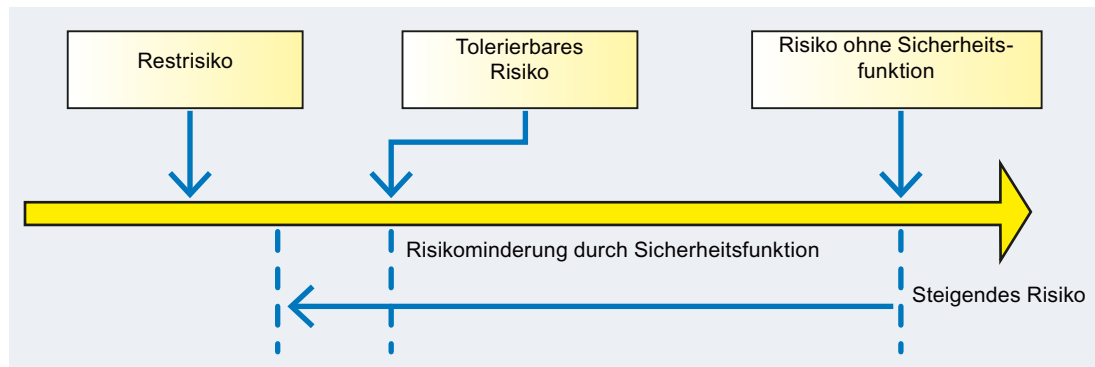 Restrisiko
Tolerierbares
Risiko
Risiko ohne Sicherheits-
funktion
Risikominderung durch Sicherheitsfunktion
Steigendes Risiko